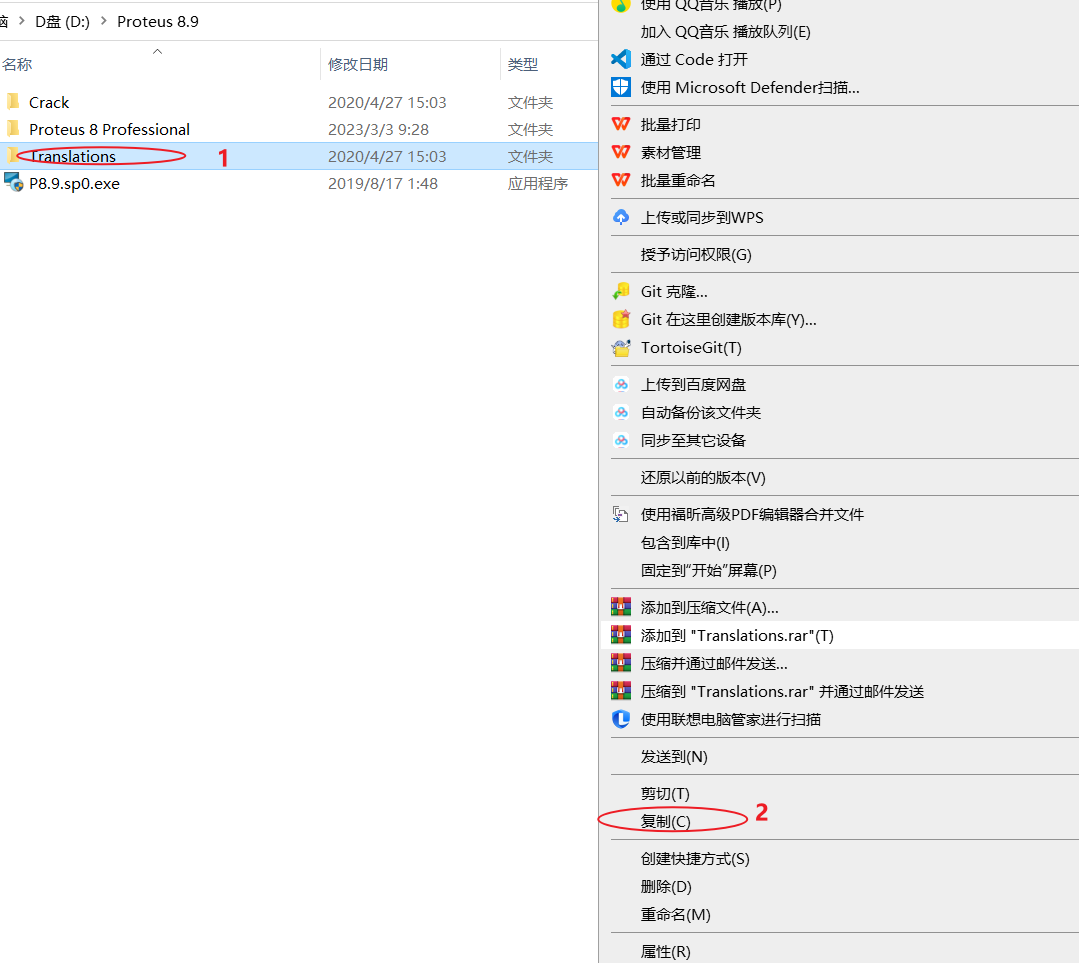 脑 > D盘 (D:) > Proteus 8.9
名称 修改日期 类型
Crack 2020/4/27 15:03 文件夹
Proteus 8 Professional 2023/3/3 9:28 文件夹
Translations 2020/4/27 15:03 文件夹
1
P8.9.sp0.exe 2019/8/17 1:48 应用程序
使用 QQ音乐 播放(P)
加入 QQ音乐 播放队列(E)
通过 Code 打开
使用 Microsoft Defender扫描...
批量打印
素材管理
批量重命名
上传或同步到WPS
授予访问权限(G)
Git 克隆...
Git 在这里创建版本库(Y)...
TortoiseGit(T)
上传到百度网盘
自动备份该文件夹
同步至其它设备
还原以前的版本(V)
使用福昕高级PDF编辑器合并文件
包含到库中(I)
固定到"开始"屏幕(P)
添加到压缩文件(A)...
添加到 "Translations.rar"(T)
压缩并通过邮件发送...
压缩到 "Translations.rar" 并通过邮件发送
使用联想电脑管家进行扫描
发送到(N)
剪切(T)
复制(C)
2
创建快捷方式(S)
删除(D)
重命名(M)
属性(R)